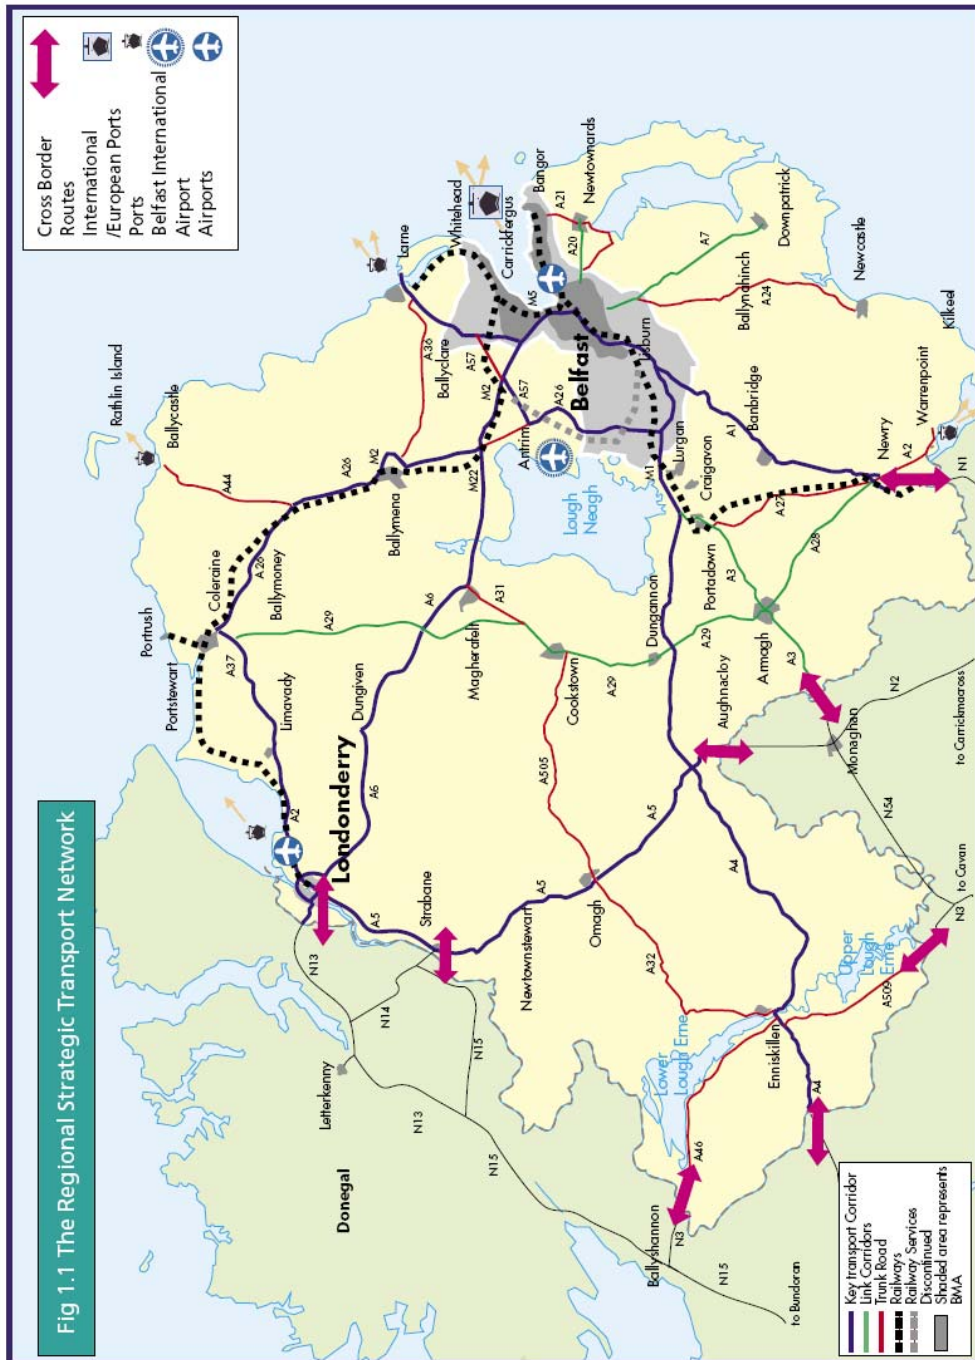 Fig 1.1 The Regional Strategic Transport Network
Cross Border
Routes
International
/European Ports
Ports
Belfast International
Airport
Airports
Rathlin Island
Ballycastle
A44
Portrush
Portstewart
Coleraine
A26
Ballymoney
A26
A37
A29
Limavady
A2
Londonderry
Dungiven
A6
A6
Magherafelt
A31
M2
Ballymena
M22
A36
Larne
Ballyclare
Whitehead
Carrickfergus
A57
M2
A57
M5
Antrim
A26
Belfast
Bangor
A21
Newtownards
A20
A7
Downpatrick
Ballynahinch
A24
Newcastle
Kilkeel
Lisburn
Lough
Neagh
M1
Lurgan
Craigavon
Banbridge
A1
A27
Newry
Warrenpoint
A2
N1
A28
Portadown
A3
Dungannon
A29
Armagh
A3
Cookstown
A29
A505
Aughnacloy
A5
A4
Monaghan
N2
to Carrickmacross
N54
to Cavan
N3
Strabane
A5
A5
Newtownstewart
Omagh
A32
Upper
Lough
Erne
A509
Lower
Lough Erne
Enniskillen
A4
A46
Ballyshannon
N3
N15
to Bundoran
N15
N15
N13
N14
N13
Letterkenny
Donegal
Key transport Corridor
Link Corridors
Trunk Road
Railways
Railway Services
Discontinued
Shaded area represents
BMA